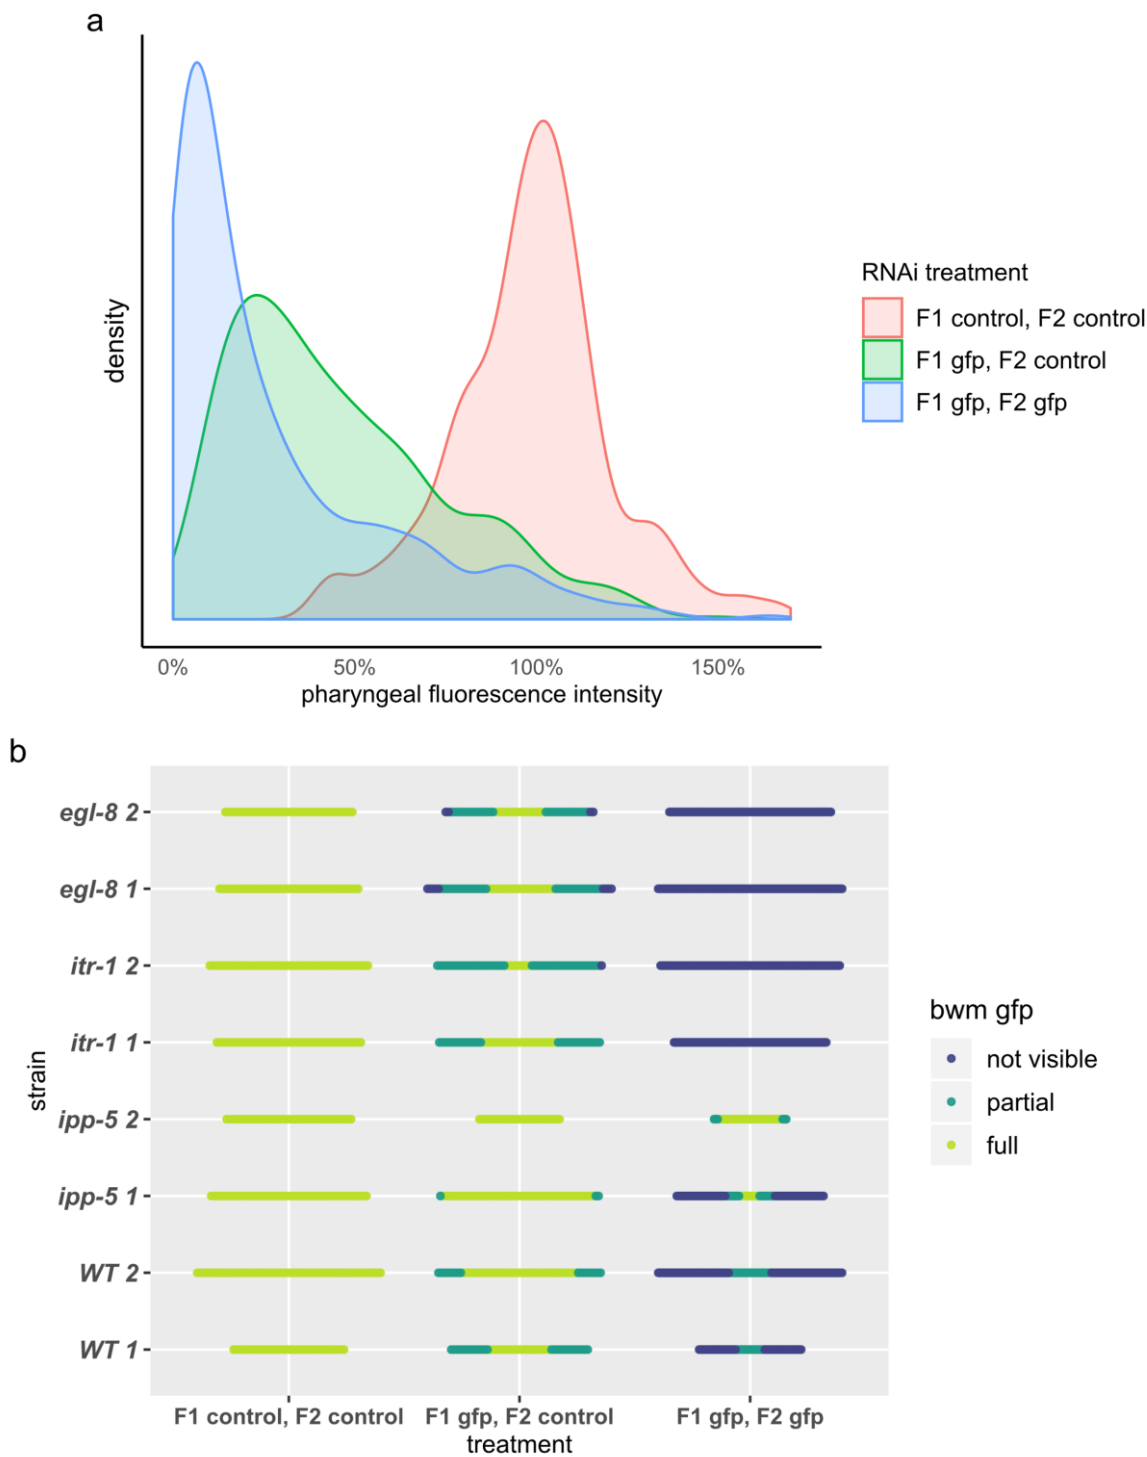 a
density
0% 50% 100% 150%
pharyngeal fluorescence intensity
RNAi treatment
F1 control, F2 control
F1 gfp, F2 control
F1 gfp, F2 gfp
b
strain
egl-8 2
egl-8 1
itr-1 2
itr-1 1
ipp-5 2
ipp-5 1
WT 2
WT 1
F1 control, F2 control F1 gfp, F2 control F1 gfp, F2 gfp
treatment
bwm gfp
not visible
partial
full